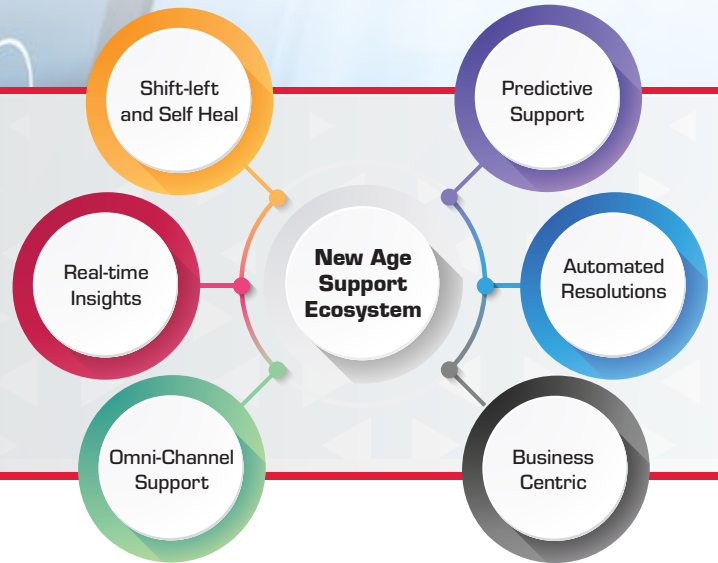 Shift-left
and Self Heal
Predictive
Support
Real-time
Insights
New Age
Support
Ecosystem
Automated
Resolutions
Omni-Channel
Support
Business
Centric